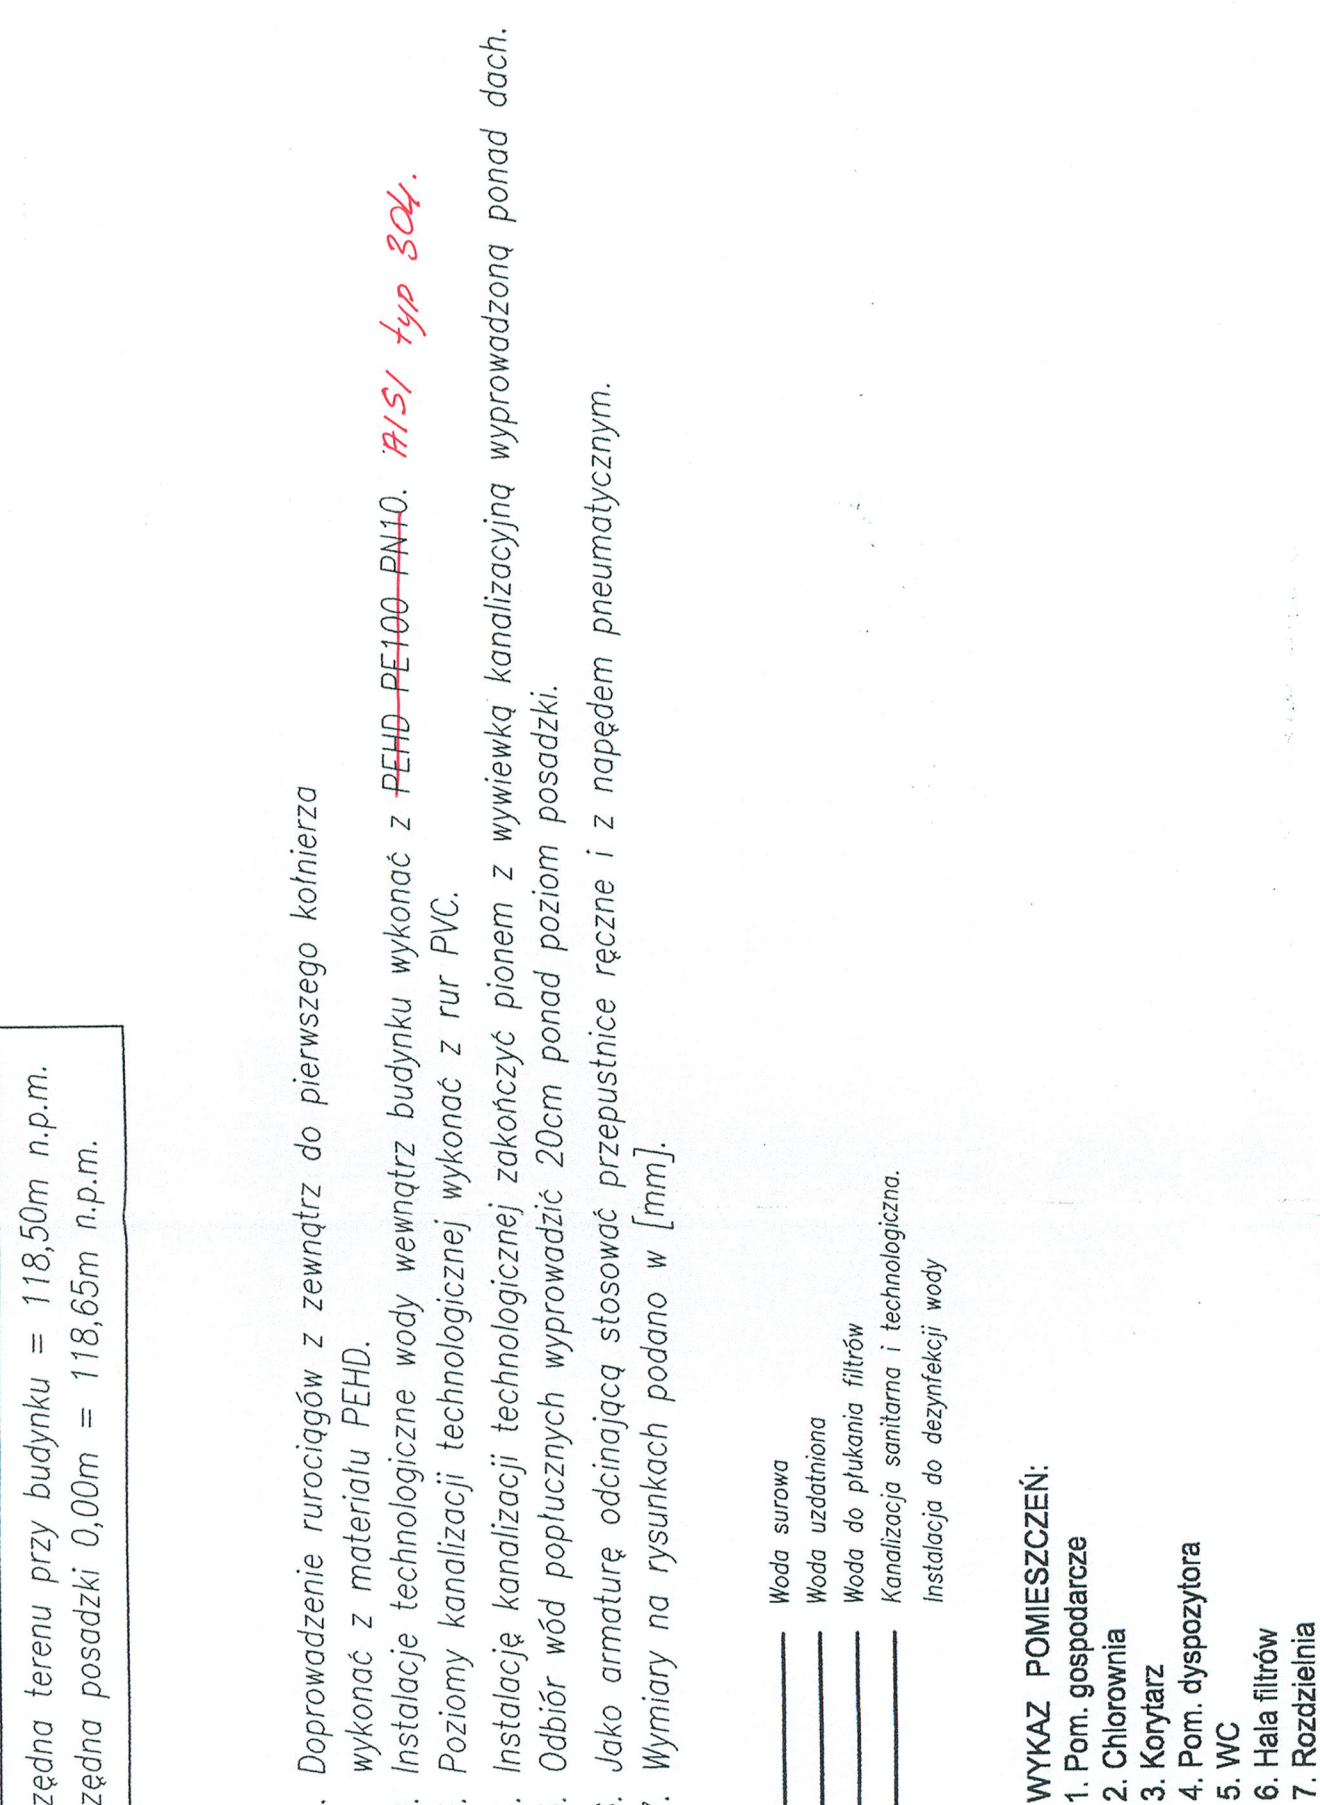 zędna terenu przy budynku = 118,50m n.p.m.
zędna posadzki 0,00m = 118,65m n.p.m.
. Doprowadzenie rurociągów z zewnątrz do pierwszego kołnierza
wykonać z materiału PEHD.
. Instalacje technologiczne wody wewnątrz budynku wykonać z PEHD PE100 PN10. AISI typ 304.
. Poziomy kanalizacji technologicznej wykonać z rur PVC.
. Instalację kanalizacji technologicznej zakończyć pionem z wywiewką kanalizacyjną wyprowadzoną ponad dach.
. Odbiór wód popłucznych wyprowadzić 20cm ponad poziom posadzki.
. Jako armaturę odcinającą stosować przepustnice ręczne i z napędem pneumatycznym.
. Wymiary na rysunkach podano w [mm].
Woda surowa
Woda uzdatniona
Woda do płukania filtrów
Kanalizacja sanitarna i technologiczna.
Instalacja do dezynfekcji wody
WYKAZ POMIESZCZEŃ:
1. Pom. gospodarcze
2. Chlorownia
3. Korytarz
4. Pom. dyspozytora
5. WC
6. Hala filtrów
7. Rozdzielnia